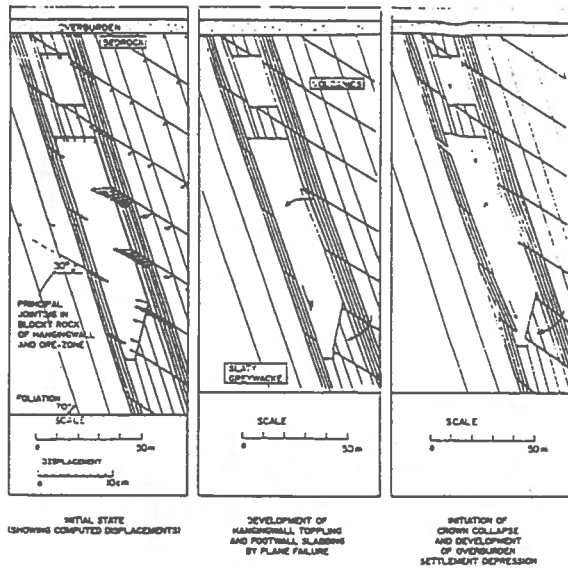 OVERBURDEN
BEDROCK
30°
PRINCIPAL
JOINTING IN
BLOCKY ROCK
OF HANGINGWALL
AND ORE-ZONE
FOLIATION
70°
SCALE
0 50m
DISPLACEMENT
0 10cm
INITIAL STATE
(SHOWING COMPUTED DISPLACEMENTS)
VOLCANICS
SLATY
GREYWACKE
SCALE
0 50m
DEVELOPMENT OF
HANGINGWALL TOPPLING
AND FOOTWALL SLABBING
BY PLANE FAILURE
SCALE
0 50m
INITIATION OF
CROWN COLLAPSE
AND DEVELOPMENT
OF OVERBURDEN
SETTLEMENT DEPRESSION